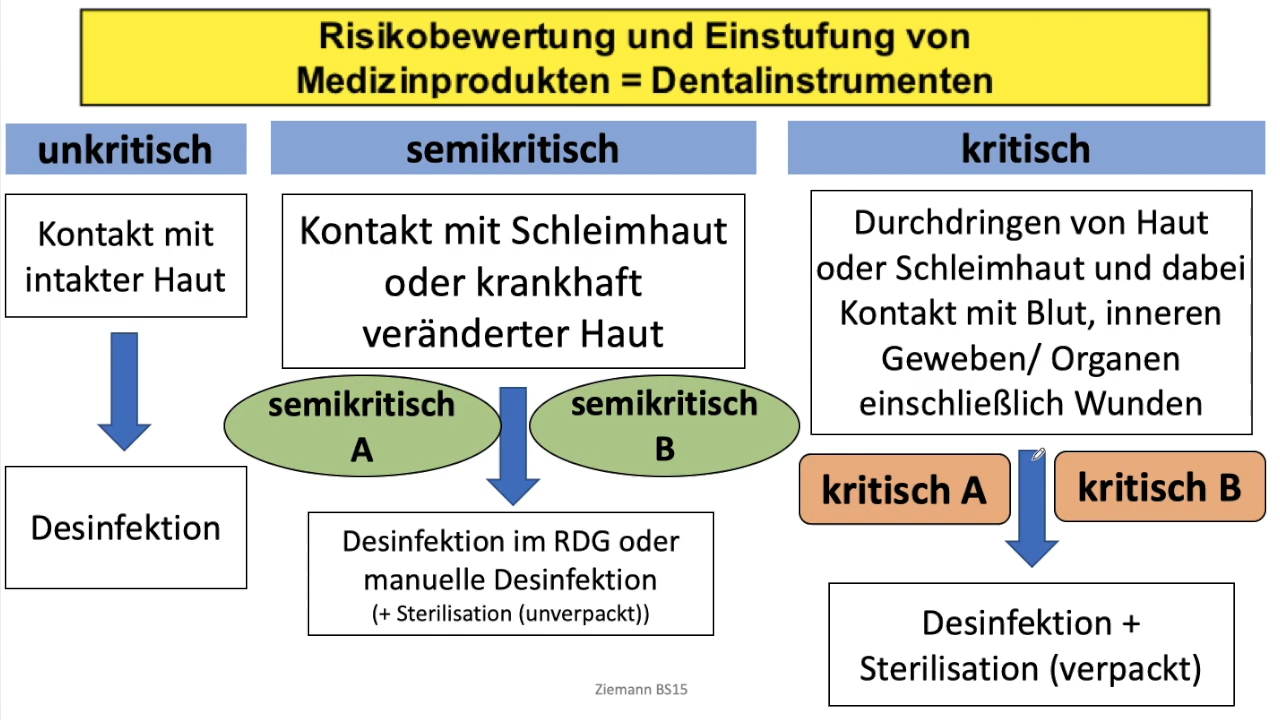 Risikobewertung und Einstufung von
Medizinprodukten = Dentalinstrumenten
unkritisch
Kontakt mit
intakter Haut
Desinfektion
semikritisch
Kontakt mit Schleimhaut
oder krankhaft
veränderter Haut
semikritisch
A
semikritisch
B
Desinfektion im RDG oder
manuelle Desinfektion
(+ Sterilisation (unverpackt))
kritisch
Durchdringen von Haut
oder Schleimhaut und dabei
Kontakt mit Blut, inneren
Geweben/ Organen
einschließlich Wunden
kritisch A
kritisch B
Desinfektion +
Sterilisation (verpackt)
Ziemann BS15